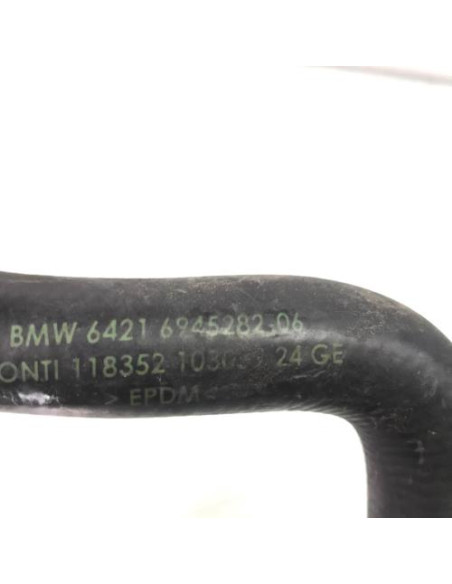 BMW 6421 6945282-06
ONTI 118352 24 GE
> EPDM <